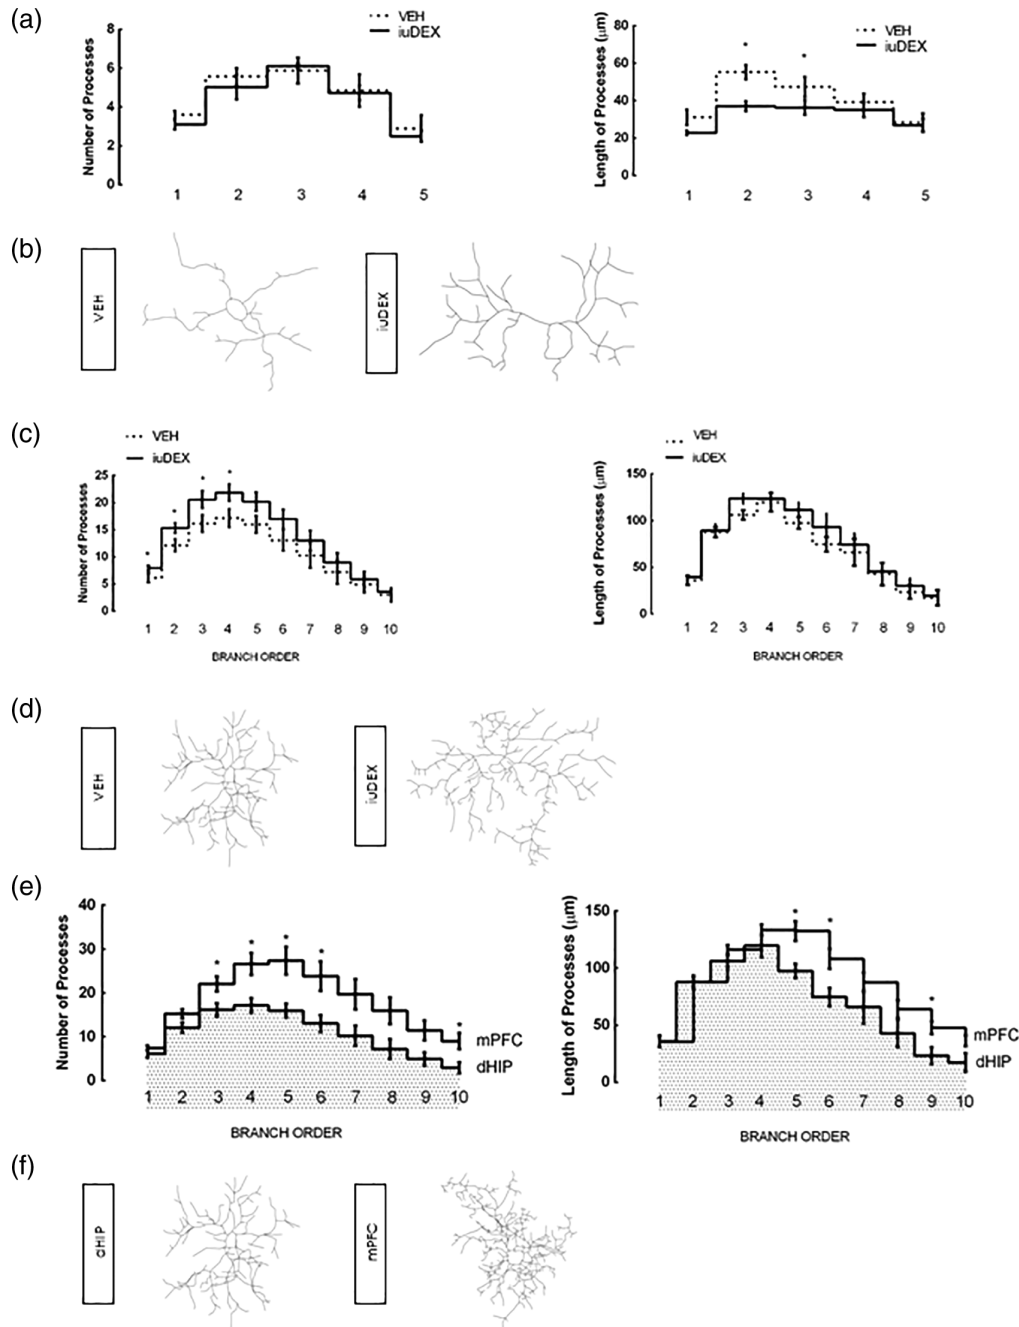 (a)
VEH
iuDEX
Number of Processes
8
6
4
2
0
1 2 3 4 5
VEH
iuDEX
Length of Processes (μm)
80
60
40
20
0
* *
1 2 3 4 5
(b)
VEH
iuDEX
(c)
VEH
iuDEX
Number of Processes
25
20
15
10
5
0
* * * *
1 2 3 4 5 6 7 8 9 10
BRANCH ORDER
VEH
iuDEX
Length of Processes (μm)
150
100
50
0
1 2 3 4 5 6 7 8 9 10
BRANCH ORDER
(d)
VEH
iuDEX
(e)
Number of Processes
40
30
20
10
0
* * * * *
mPFC
dHIP
1 2 3 4 5 6 7 8 9 10
BRANCH ORDER
Length of Processes (μm)
150
100
50
0
* * *
mPFC
dHIP
1 2 3 4 5 6 7 8 9 10
BRANCH ORDER
(f)
dHIP
mPFC